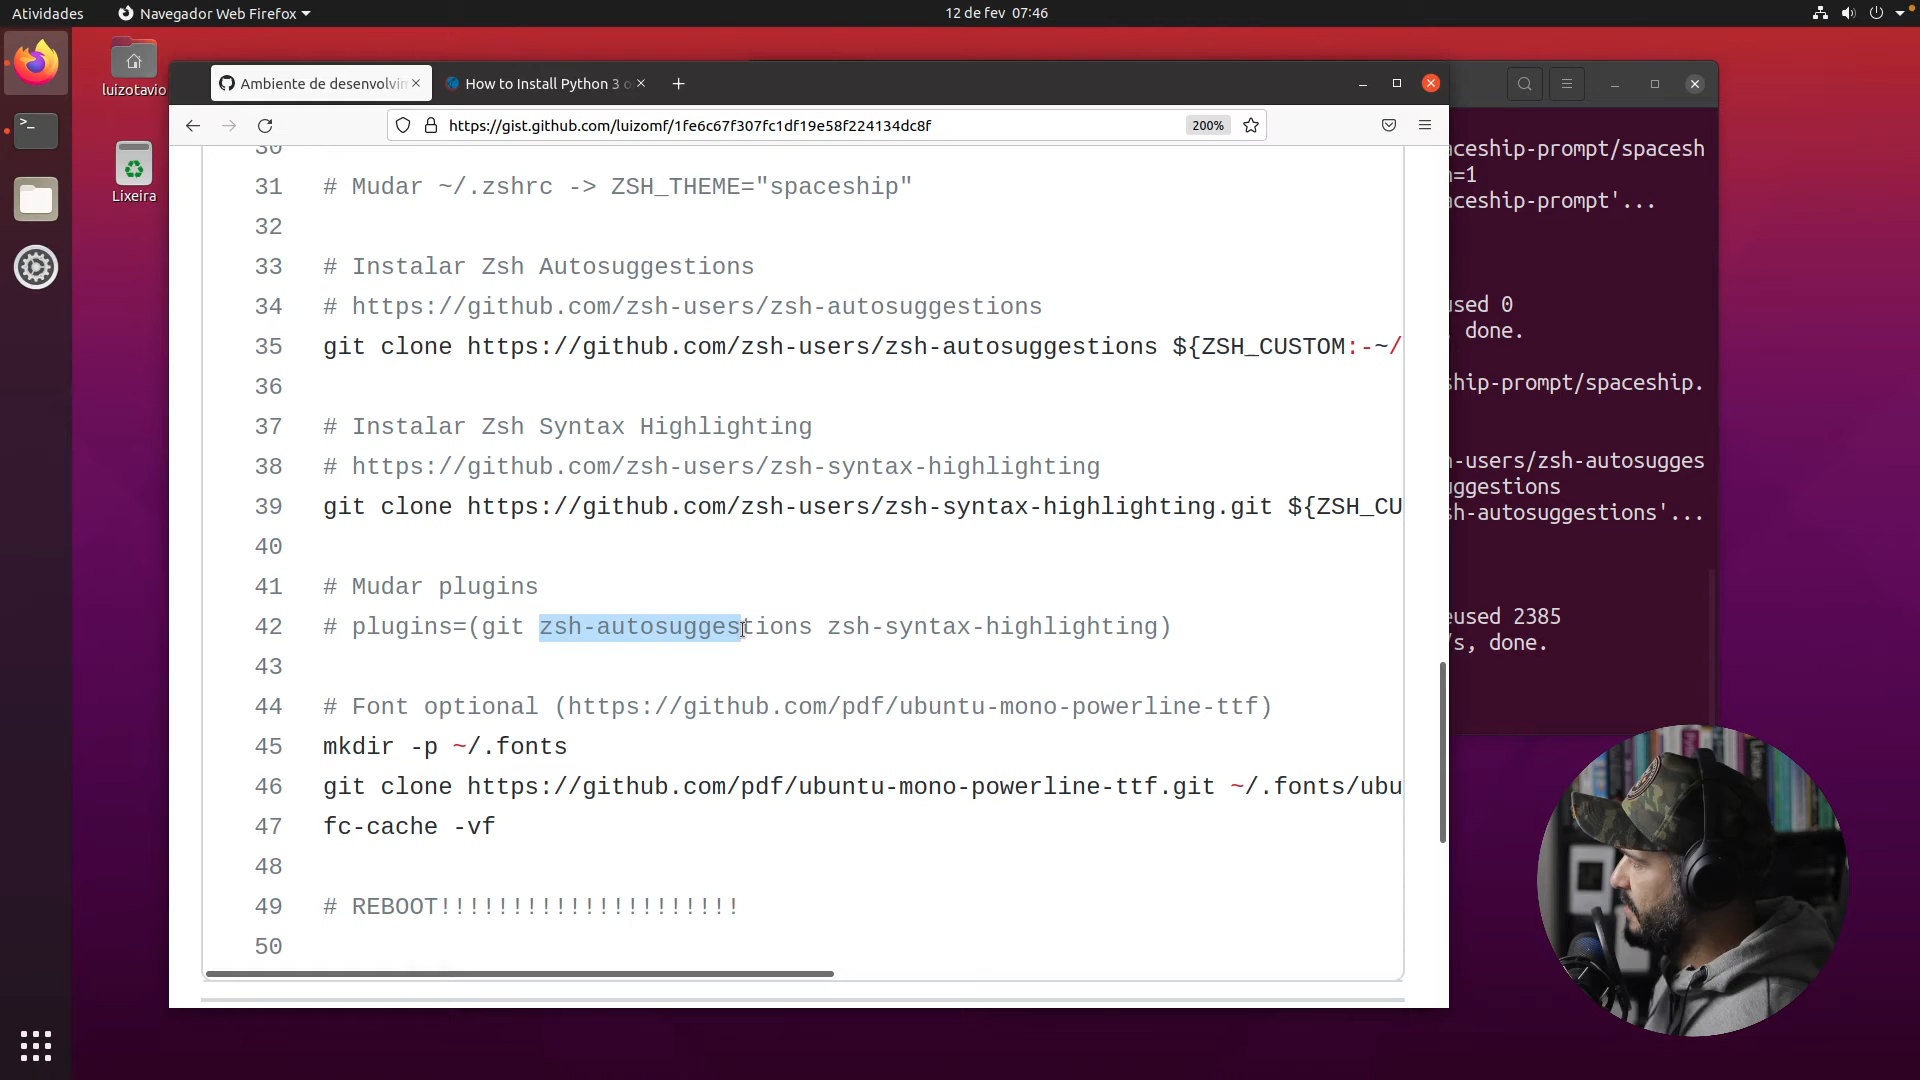 Atividades
Navegador Web Firefox
12 de fev 07:46
luizotavio
Lixeira
Ambiente de desenvolvin
How to Install Python 3 o
https://gist.github.com/luizomf/1fe6c67f307fc1df19e58f224134dc8f
200%
30
31 # Mudar ~/.zshrc -> ZSH_THEME="spaceship"
32
33 # Instalar Zsh Autosuggestions
34 # https://github.com/zsh-users/zsh-autosuggestions
35 git clone https://github.com/zsh-users/zsh-autosuggestions ${ZSH_CUSTOM:-~/
36
37 # Instalar Zsh Syntax Highlighting
38 # https://github.com/zsh-users/zsh-syntax-highlighting
39 git clone https://github.com/zsh-users/zsh-syntax-highlighting.git ${ZSH_CU
40
41 # Mudar plugins
42 # plugins=(git zsh-autosuggestions zsh-syntax-highlighting)
43
44 # Font optional (https://github.com/pdf/ubuntu-mono-powerline-ttf)
45 mkdir -p ~/.fonts
46 git clone https://github.com/pdf/ubuntu-mono-powerline-ttf.git ~/.fonts/ubu
47 fc-cache -vf
48
49 # REBOOT!!!!!!!!!!!!!!!!!!!!!
50
aceship-prompt/spacesh
=1
aceship-prompt'...
used 0
, done.
ship-prompt/spaceship.
-users/zsh-autosugges
uggestions
sh-autosuggestions'...
eused 2385
/s, done.